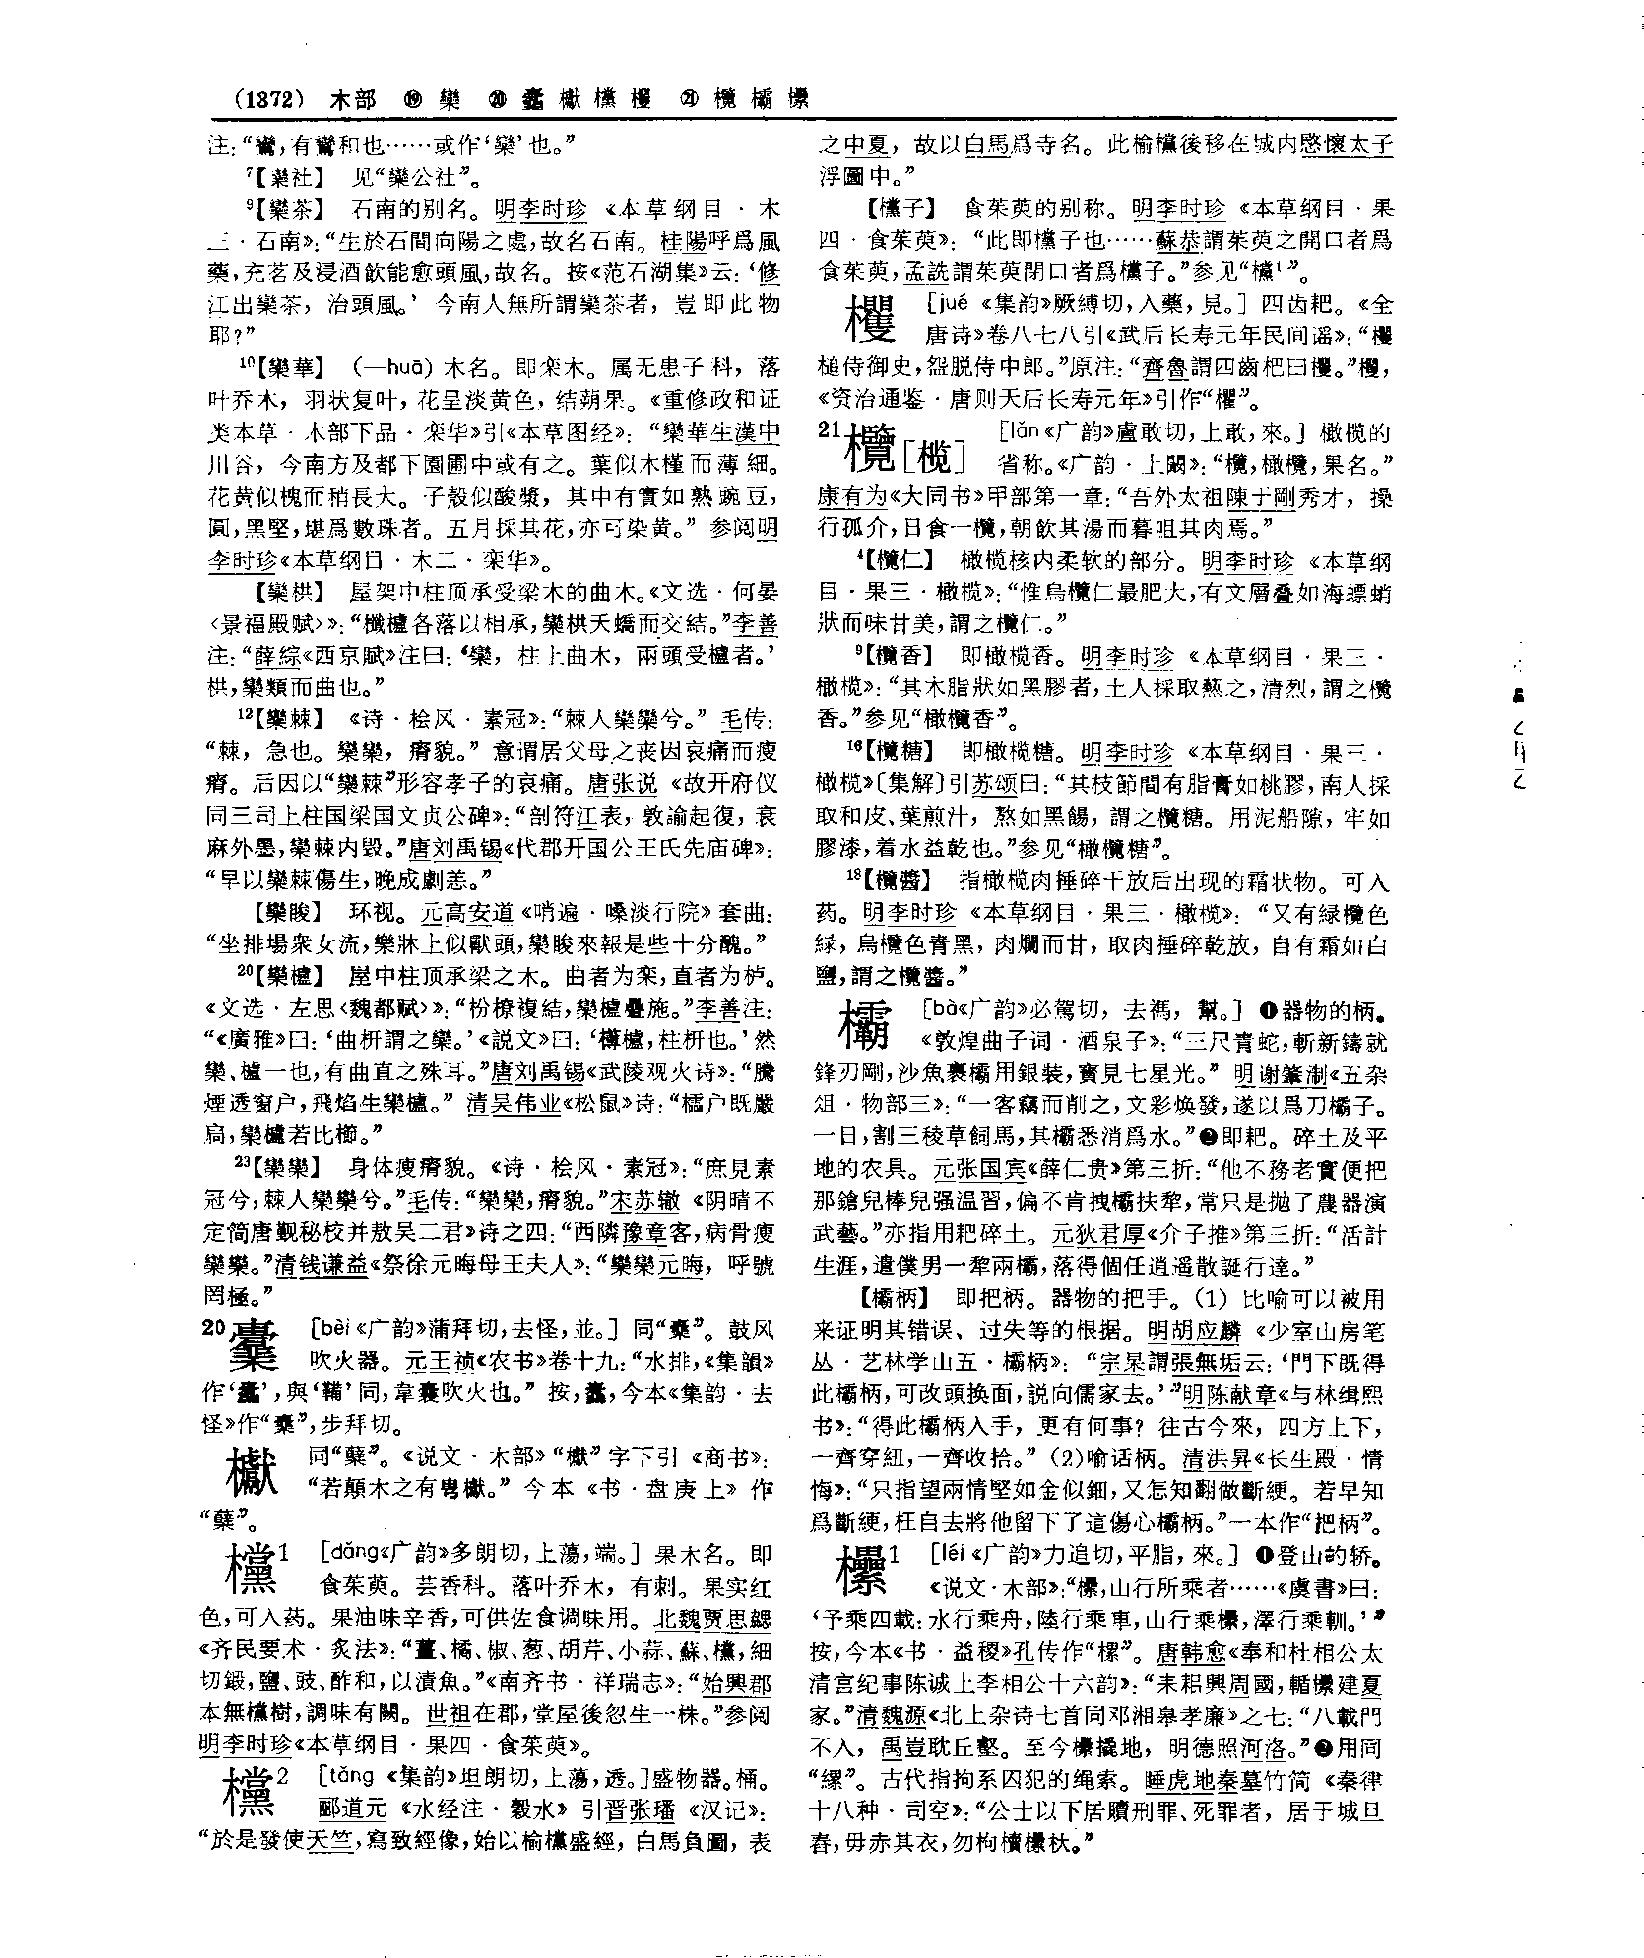 (1372) 木部 ⑲ 欒 ⑳ 櫱 欓 欔 ㉑ 欖 欛 欙
注：“鸞，有鸞和也……或作‘欒’也。”
⁷【欒社】 见“欒公社”。
⁹【欒茶】 石南的别名。明李时珍《本草纲目·木
三·石南》：“生於石間向陽之處，故名石南。桂陽呼爲風
藥，充茗及浸酒飲能愈頭風，故名。按《范石湖集》云：‘修
江出欒茶，治頭風。’今南人無所謂欒茶者，豈即此物
耶？”
¹⁰【欒華】 （—huā）木名。即栾木。属无患子科，落
叶乔木，羽状复叶，花呈淡黄色，结蒴果。《重修政和证
类本草·木部下品·栾华》引《本草图经》：“欒華生漢中
川谷，今南方及都下園圃中或有之。葉似木槿而薄細。
花黄似槐而稍長大。子殼似酸漿，其中有實如熟豌豆，
圓，黑堅，堪爲數珠者。五月採其花，亦可染黄。”参阅明
李时珍《本草纲目·木二·栾华》。
【欒栱】 屋架中柱顶承受梁木的曲木。《文选·何晏
〈景福殿赋〉》：“櫼櫨各落以相承，欒栱夭蟜而交結。”李善
注：“薛综《西京賦》注曰：‘欒，柱上曲木，兩頭受櫨者。’
栱，欒類而曲也。”
¹²【欒棘】 《诗·桧风·素冠》：“棘人欒欒兮。”毛传：
“棘，急也。欒欒，瘠貌。”意谓居父母之丧因哀痛而瘦
瘠。后因以“欒棘”形容孝子的哀痛。唐张说《故开府仪
同三司上柱国梁国文贞公碑》：“剖符江表，敦諭起復，衰
麻外墨，欒棘内毁。”唐刘禹锡《代郡开国公王氏先庙碑》：
“早以欒棘傷生，晚成劇恙。”
【欒睃】 环视。元高安道《哨遍·嗓淡行院》套曲：
“坐排場衆女流，樂牀上似獸頭，欒睃來報是些十分醜。”
²⁰【欒櫨】 屋中柱顶承梁之木。曲者为栾，直者为栌。
《文选·左思〈魏都赋〉》：“枌橑複結，欒櫨疊施。”李善注：
“《廣雅》曰：‘曲枅謂之欒。’《説文》曰：‘欂櫨，柱枅也。’然
欒、櫨一也，有曲直之殊耳。”唐刘禹锡《武陵观火诗》：“騰
煙透窗户，飛焰生欒櫨。”清吴伟业《松鼠》诗：“櫺户既嚴
扃，欒櫨若比櫛。”
²³【欒欒】 身体瘦瘠貌。《诗·桧风·素冠》：“庶見素
冠兮，棘人欒欒兮。”毛传：“欒欒，瘠貌。”宋苏辙《阴晴不
定简唐觐秘校并敖吴二君》诗之四：“西隣豫章客，病骨瘦
欒欒。”清钱谦益《祭徐元晦母王夫人》：“欒欒元晦，呼號
罔極。”
20 [bèi《广韵》蒲拜切，去怪，並。]同“橐”。鼓风
吹火器。元王祯《农书》卷十九：“水排，《集韻》
作‘’，與‘鞴’同，韋囊吹火也。”按，今本《集韵·去
怪》作“”，步拜切。
𣡌 同“櫱”。《说文·木部》“𣡌”字下引《商书》：
“若顛木之有甹𣡌。”今本《书·盘庚上》作
“櫱”。
欓1 [dǎng《广韵》多朗切，上蕩，端。]果木名。即
食茱萸。芸香科。落叶乔木，有刺。果实红
色，可入药。果油味辛香，可供佐食调味用。北魏贾思勰
《齐民要术·炙法》：“薑、橘、椒、葱、胡芹、小蒜、蘇、欓，細
切鍛，鹽、豉、酢和，以漬魚。”《南齐书·祥瑞志》：“始興郡
本無欓樹，調味有闕。世祖在郡，堂屋後忽生一株。”参阅
明李时珍《本草纲目·果四·食茱萸》。
欓2 [tǎng《集韵》坦朗切，上蕩，透。]盛物器。桶。
郦道元《水经注·穀水》引晋张璠《汉记》：
“於是發使天竺，寫致經像，始以榆欓盛經，白馬負圖，表
之中夏，故以白馬爲寺名。此榆欓後移在城内愍懷太子
浮圖中。”
【欓子】 食茱萸的别称。明李时珍《本草纲目·果
四·食茱萸》：“此即欓子也……蘇恭謂茱萸之開口者爲
食茱萸，孟詵謂茱萸閉口者爲欓子。”参见“欓¹”。
欔 [jué《集韵》厥縛切，入藥，見。]四齿耙。《全
唐诗》卷八七八引《武后长寿元年民间谣》：“欔
槌侍御史，盌脱侍中郎。”原注：“齊魯謂四齒杷曰欔。”欔，
《资治通鉴·唐则天后长寿元年》引作“欋”。
21 欖[榄] [lǎn《广韵》盧敢切，上敢，來。]橄榄的
省称。《广韵·上闞》：“欖，橄欖，果名。”
康有为《大同书》甲部第一章：“吾外太祖陳于剛秀才，操
行孤介，日食一欖，朝飲其湯而暮咀其肉焉。”
⁴【欖仁】 橄榄核内柔软的部分。明李时珍《本草纲
目·果三·橄榄》：“惟烏欖仁最肥大，有文層疊如海螵蛸
狀而味甘美，謂之欖仁。”
⁹【欖香】 即橄榄香。明李时珍《本草纲目·果三·
橄榄》：“其木脂狀如黑膠者，土人採取爇之，清烈，謂之欖
香。”参见“橄欖香”。
¹⁶【欖糖】 即橄榄糖。明李时珍《本草纲目·果三·
橄榄》〔集解〕引苏颂曰：“其枝節間有脂膏如桃膠，南人採
取和皮、葉煎汁，熬如黑餳，謂之欖糖。用泥船隙，牢如
膠漆，着水益乾也。”参见“橄欖糖”。
¹⁸【欖醬】 指橄榄肉捶碎干放后出现的霜状物。可入
药。明李时珍《本草纲目·果三·橄榄》：“又有緑欖色
緑，烏欖色青黑，肉爛而甘，取肉捶碎乾放，自有霜如白
鹽，謂之欖醬。”
欛 [bà《广韵》必駕切，去禡，幫。]❶器物的柄。
《敦煌曲子词·酒泉子》：“三尺青蛇，斬新鑄就
鋒刃剛，沙魚裹欛用銀裝，寶見七星光。”明谢肇淛《五杂
俎·物部三》：“一客竊而削之，文彩焕發，遂以爲刀欛子。
一日，割三稜草飼馬，其欛悉消爲水。”❷即耙。碎土及平
地的农具。元张国宾《薛仁贵》第三折：“他不務老實便把
那鎗兒棒兒强温習，偏不肯拽欛扶犂，常只是抛了農器演
武藝。”亦指用耙碎土。元狄君厚《介子推》第三折：“活計
生涯，遣僕男一犂兩欛，落得個任逍遥散誕行達。”
【欛柄】 即把柄。器物的把手。（1）比喻可以被用
来证明其错误、过失等的根据。明胡应麟《少室山房笔
丛·艺林学山五·欛柄》：“宗杲謂張無垢云：‘門下既得
此欛柄，可改頭换面，説向儒家去。’”明陈献章《与林缉熙
书》：“得此欛柄入手，更有何事？往古今來，四方上下，
一齊穿紐，一齊收拾。”（2）喻话柄。清洪昇《长生殿·情
悔》：“只指望兩情堅如金似鈿，又怎知翻做斷綆。若早知
爲斷綆，枉自去將他留下了這傷心欛柄。”一本作“把柄”。
欙1 [léi《广韵》力追切，平脂，來。]❶登山的轿。
《说文·木部》：“欙，山行所乘者……《虞書》曰：
‘予乘四載：水行乘舟，陸行乘車，山行乘欙，澤行乘輴。’”
按，今本《书·益稷》孔传作“樏”。唐韩愈《奉和杜相公太
清宫纪事陈诚上李相公十六韵》：“耒耜興周國，輴欙建夏
家。”清魏源《北上杂诗七首同邓湘皋孝廉》之七：“八載門
不入，禹豈耽丘壑。至今欙橇地，明德照河洛。”❷用同
“縲”。古代指拘系囚犯的绳索。睡虎地秦墓竹简《秦律
十八种·司空》：“公士以下居贖刑罪、死罪者，居于城旦
舂，毋赤其衣，勿枸櫝欙杕。”